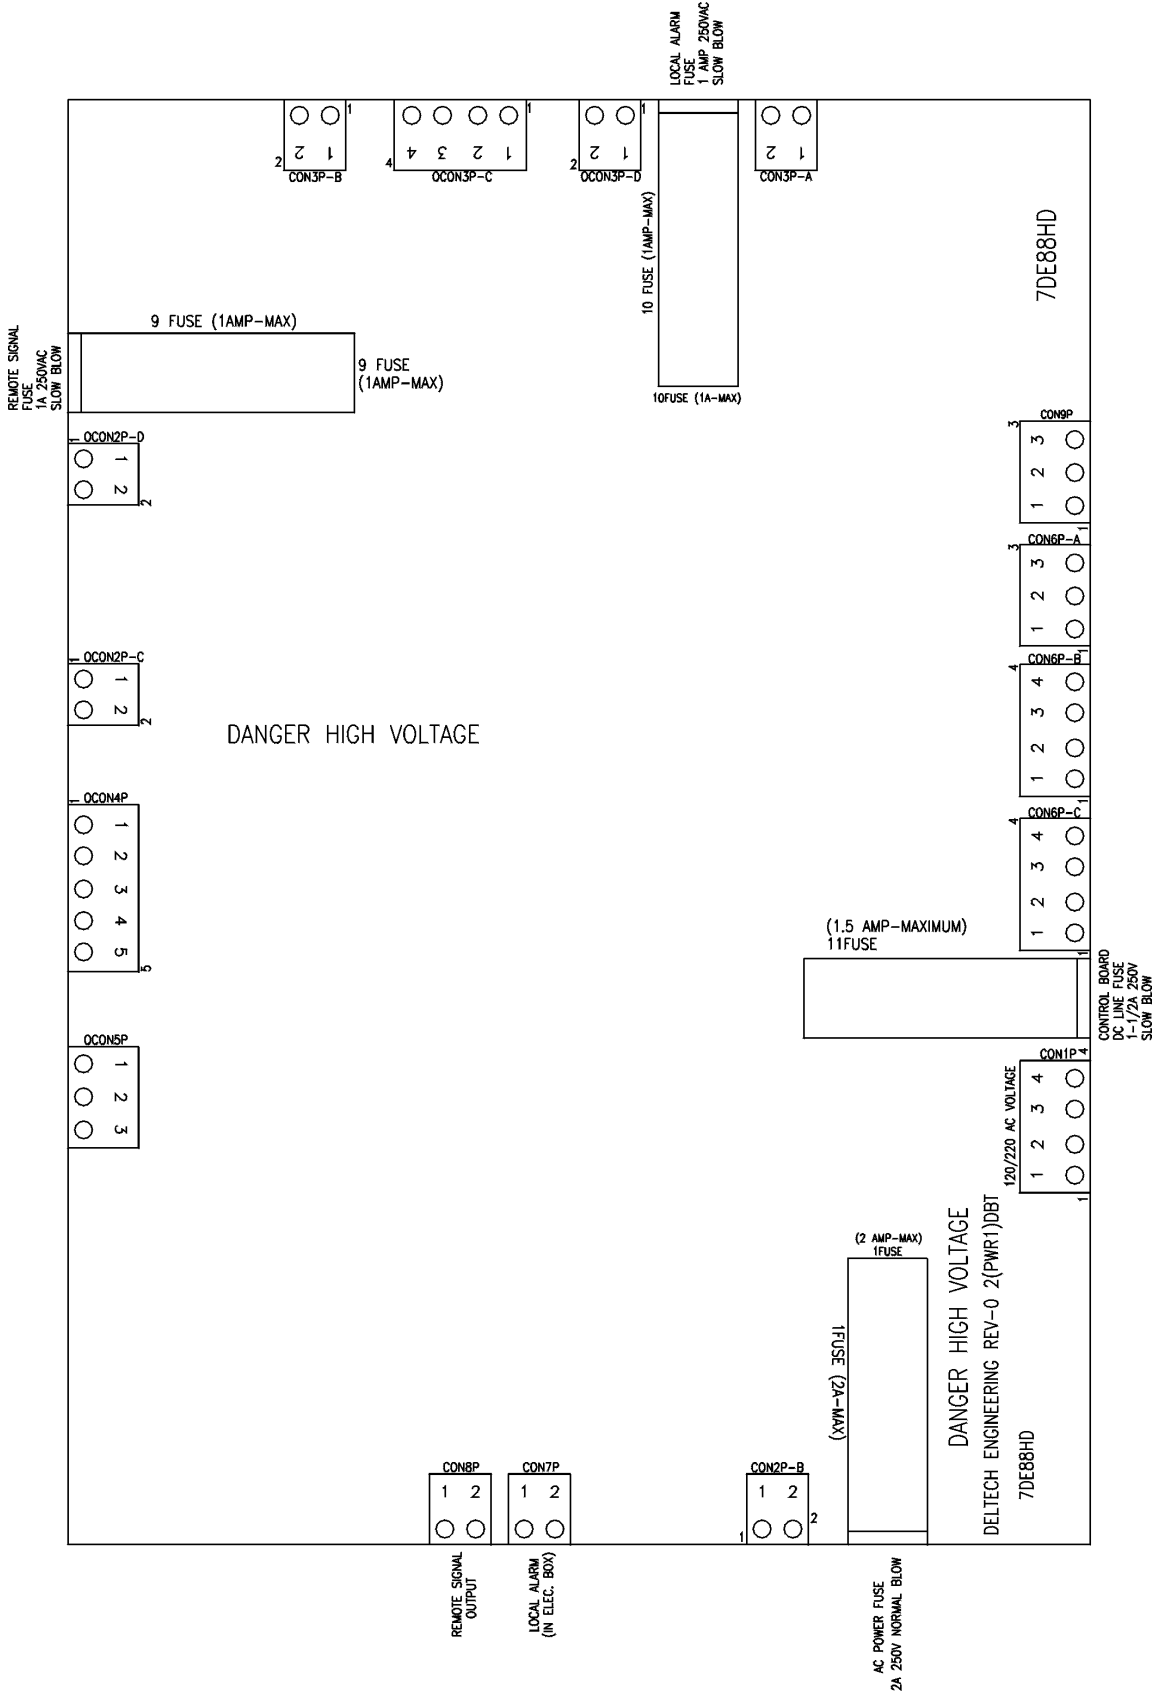 LOCAL ALARM
FUSE
1 AMP 250VAC
SLOW BLOW
1
1
1
2 1
2
CON3P-B
4 3 2 1
4
OCON3P-C
2 1
2
OCON3P-D
2 1
2
CON3P-A
10 FUSE (1AMP-MAX)
10FUSE (1A-MAX)
7DE88HD
REMOTE SIGNAL
FUSE
1A 250VAC
SLOW BLOW
9 FUSE (1AMP-MAX)
9 FUSE
(1AMP-MAX)
1 OCON2P-D
1
2
2
CON9P
3
3
2
1
1
CON6P-A
3
3
2
1
1
1 OCON2P-C
1
2
2
CON6P-B
4
4
3
2
1
1
DANGER HIGH VOLTAGE
1 OCON4P
1
2
3
4
5
5
CON6P-C
4
4
3
2
1
1
(1.5 AMP-MAXIMUM)
11FUSE
CONTROL BOARD
DC LINE FUSE
1-1/2A 250V
SLOW BLOW
OCON5P
1
2
3
CON1P 4
4
3
2
1
1
120/220 AC VOLTAGE
(2 AMP-MAX)
1FUSE
1FUSE (2A-MAX)
DANGER HIGH VOLTAGE
DELTECH ENGINEERING REV-0 2(PWR1)DBT
7DE88HD
CON8P
1 2
CON7P
1 2
CON2P-B
1 2
1
2
REMOTE SIGNAL
OUTPUT
LOCAL ALARM
(IN ELEC. BOX)
AC POWER FUSE
2A 250V NORMAL BLOW